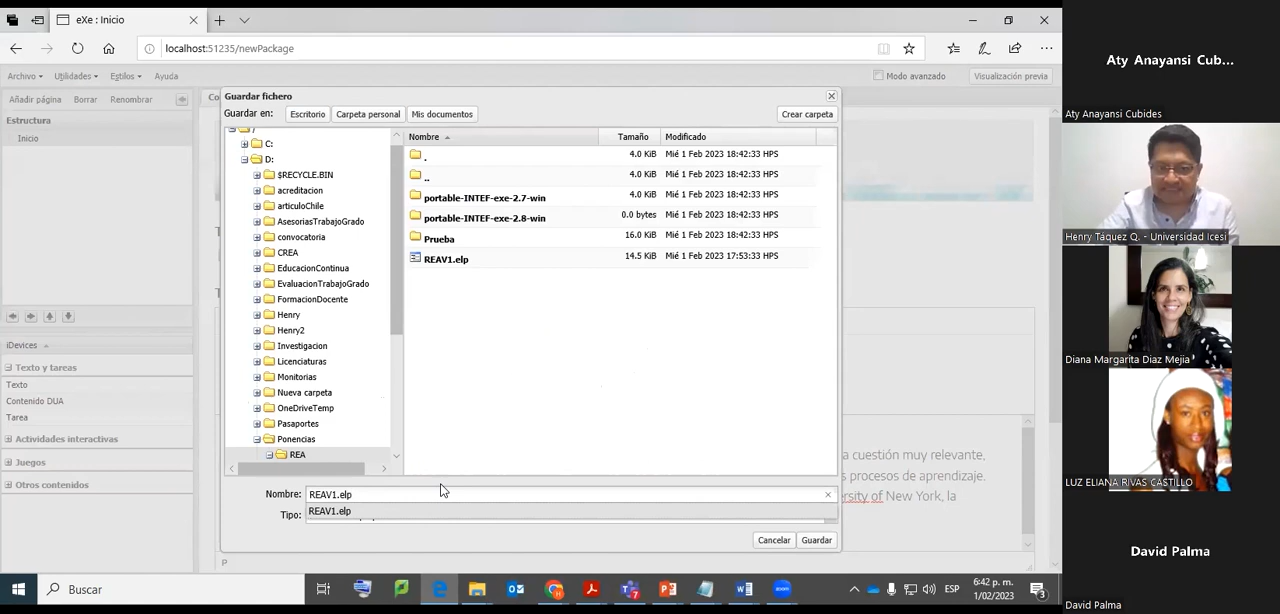 eXe : Inicio
localhost:51235/newPackage
Archivo
Utilidades
Estilos
Ayuda
Modo avanzado
Visualización previa
Añadir página
Borrar
Renombrar
Co
Estructura
Inicio
iDevices
Texto y tareas
Texto
Contenido DUA
Tarea
Actividades interactivas
Juegos
Otros contenidos
Guardar fichero
Guardar en:
Escritorio
Carpeta personal
Mis documentos
Crear carpeta
/
C:
D:
$RECYCLE.BIN
acreditacion
articuloChile
AsesoriasTrabajoGrado
convocatoria
CREA
EducacionContinua
EvaluacionTrabajoGrado
FormacionDocente
Henry
Henry2
Investigacion
Licenciaturas
Monitorias
Nueva carpeta
OneDriveTemp
Pasaportes
Ponencias
REA
Nombre Tamaño Modificado
. 4.0 KiB Mié 1 Feb 2023 18:42:33 HPS
.. 4.0 KiB Mié 1 Feb 2023 18:42:33 HPS
portable-INTEF-exe-2.7-win 4.0 KiB Mié 1 Feb 2023 18:42:33 HPS
portable-INTEF-exe-2.8-win 0.0 bytes Mié 1 Feb 2023 18:42:33 HPS
Prueba 16.0 KiB Mié 1 Feb 2023 18:42:33 HPS
REAV1.elp 14.5 KiB Mié 1 Feb 2023 17:53:33 HPS
Nombre: REAV1.elp
REAV1.elp
Tipo:
Cancelar
Guardar
P
a cuestión muy relevante,
s procesos de aprendizaje.
ersity of New York, la
Buscar
ESP
6:42 p. m.
1/02/2023
3
Aty Anayansi Cub...
Aty Anayansi Cubides
Henry Táquez Q. - Universidad Icesi
Diana Margarita Diaz Mejia
LUZ ELIANA RIVAS CASTILLO
David Palma
David Palma